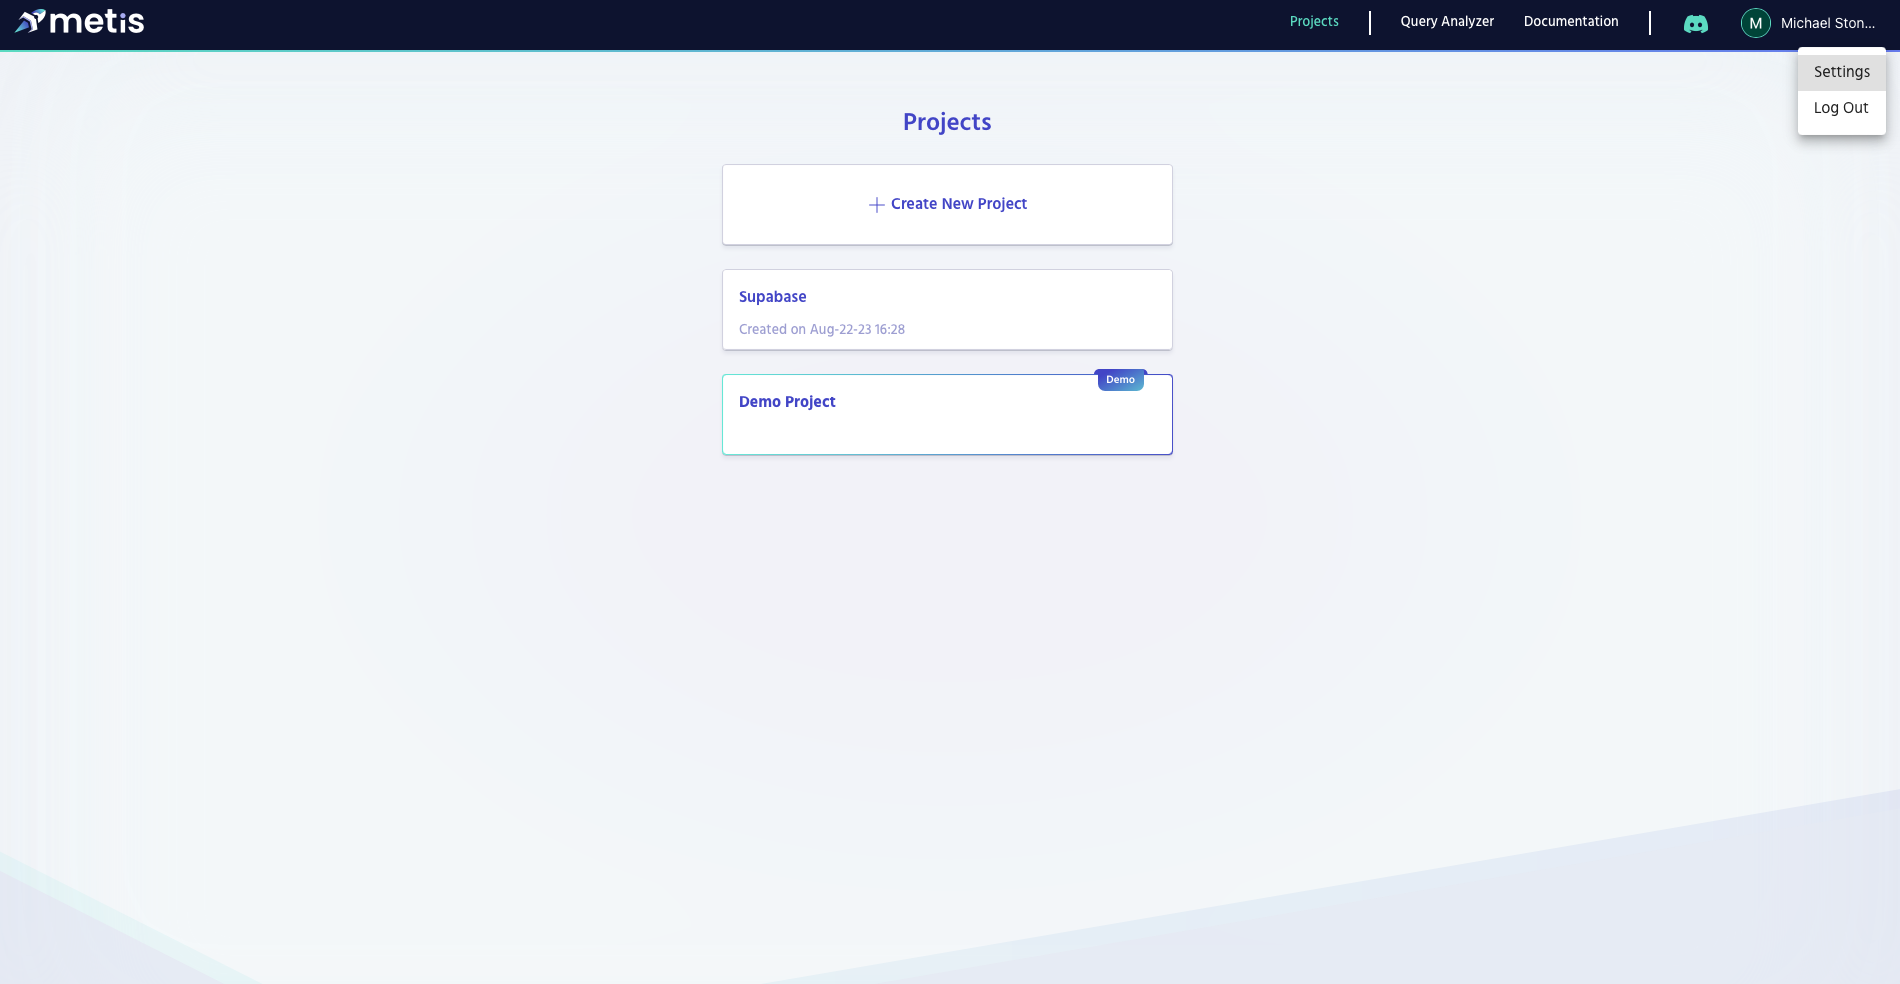 metis
Projects
Query Analyzer
Documentation
M
Michael Ston...
Settings
Log Out
Projects
Create New Project
Supabase
Created on Aug-22-23 16:28
Demo
Demo Project